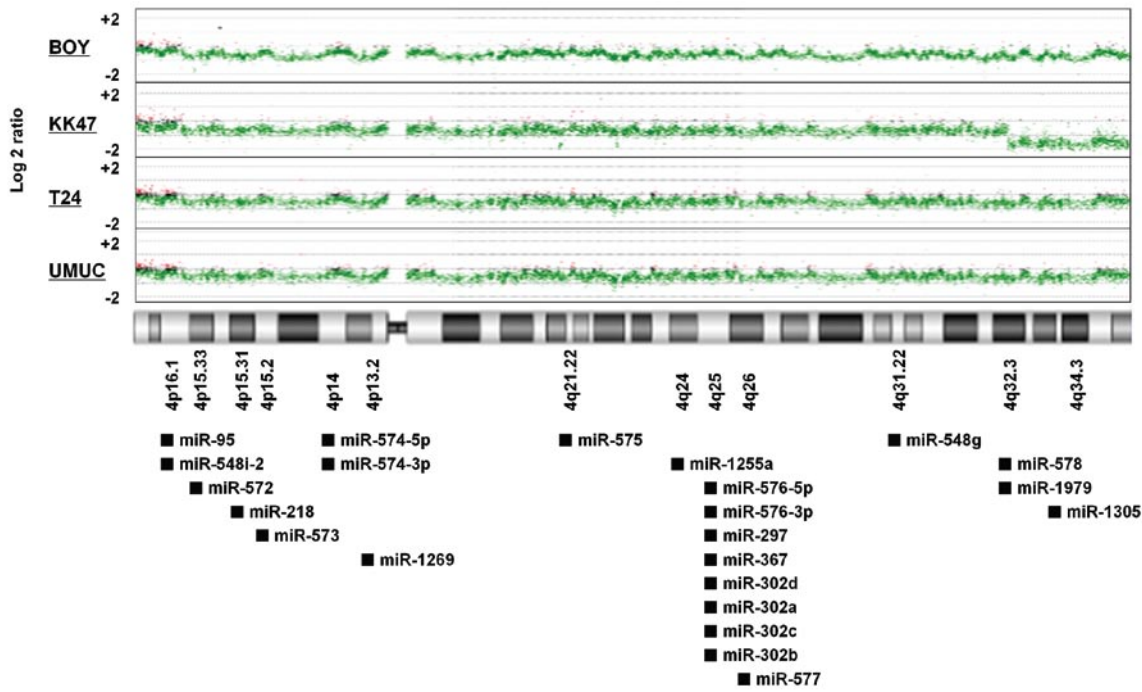 Log 2 ratio
+2
BOY
-2
+2
KK47
-2
+2
T24
-2
+2
UMUC
-2
4p16.1 4p15.33 4p15.31 4p15.2 4p14 4p13.2 4q21.22 4q24 4q25 4q26 4q31.22 4q32.3 4q34.3
miR-95 miR-574-5p miR-575 miR-548g
miR-548i-2 miR-574-3p miR-1255a miR-578
miR-572 miR-576-5p miR-1979
miR-218 miR-576-3p miR-1305
miR-573 miR-297
miR-1269 miR-367
miR-302d
miR-302a
miR-302c
miR-302b
miR-577